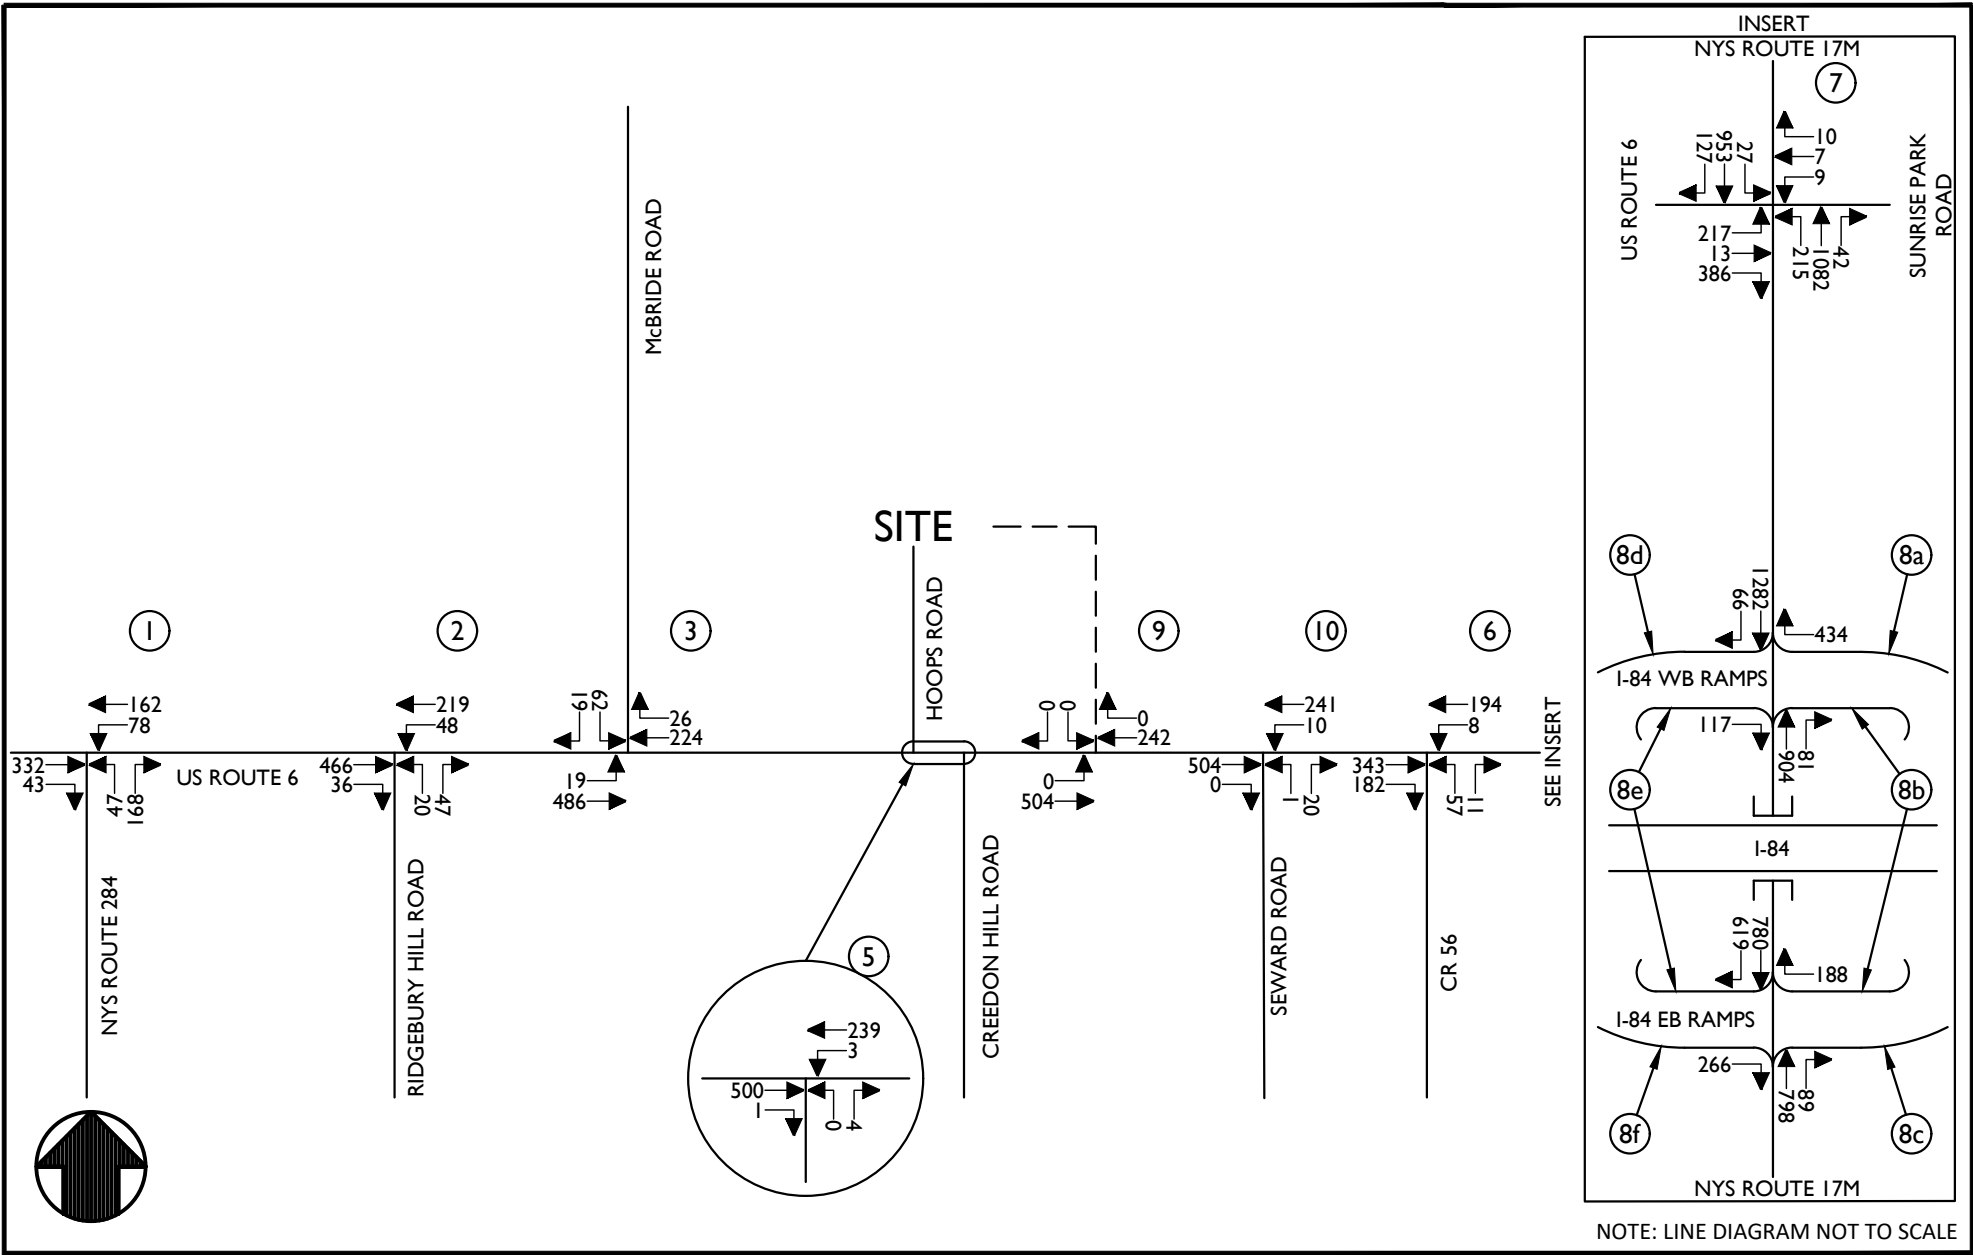 INSERT
NYS ROUTE 17M
7
10
7
9
127
953
27
US ROUTE 6
SUNRISE PARK
ROAD
217
13
386
215
1082
42
McBRIDE ROAD
SITE
HOOPS ROAD
8d
8a
66
1282
434
I-84 WB RAMPS
117
904
81
8e
8b
I-84
619
780
188
I-84 EB RAMPS
266
798
89
8f
8c
NYS ROUTE 17M
1
2
3
9
10
6
162
78
332
43
47
168
US ROUTE 6
NYS ROUTE 284
219
48
466
36
20
47
RIDGEBURY HILL ROAD
19
62
26
224
19
486
0
0
0
242
0
504
CREEDON HILL ROAD
241
10
504
0
1
20
SEWARD ROAD
194
8
343
182
57
11
CR 56
SEE INSERT
5
239
3
500
1
0
4
NOTE: LINE DIAGRAM NOT TO SCALE